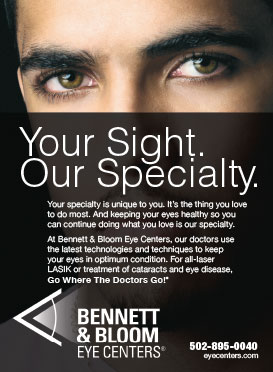 Your Sight.
Our Specialty.
Your specialty is unique to you. It's the thing you love
to do most. And keeping your eyes healthy so you
can continue doing what you love is our specialty.
At Bennett & Bloom Eye Centers, our doctors use
the latest technologies and techniques to keep
your eyes in optimum condition. For all-laser
LASIK or treatment of cataracts and eye disease,
Go Where The Doctors Go!®
BENNETT
& BLOOM
EYE CENTERS®
502-895-0040
eyecenters.com